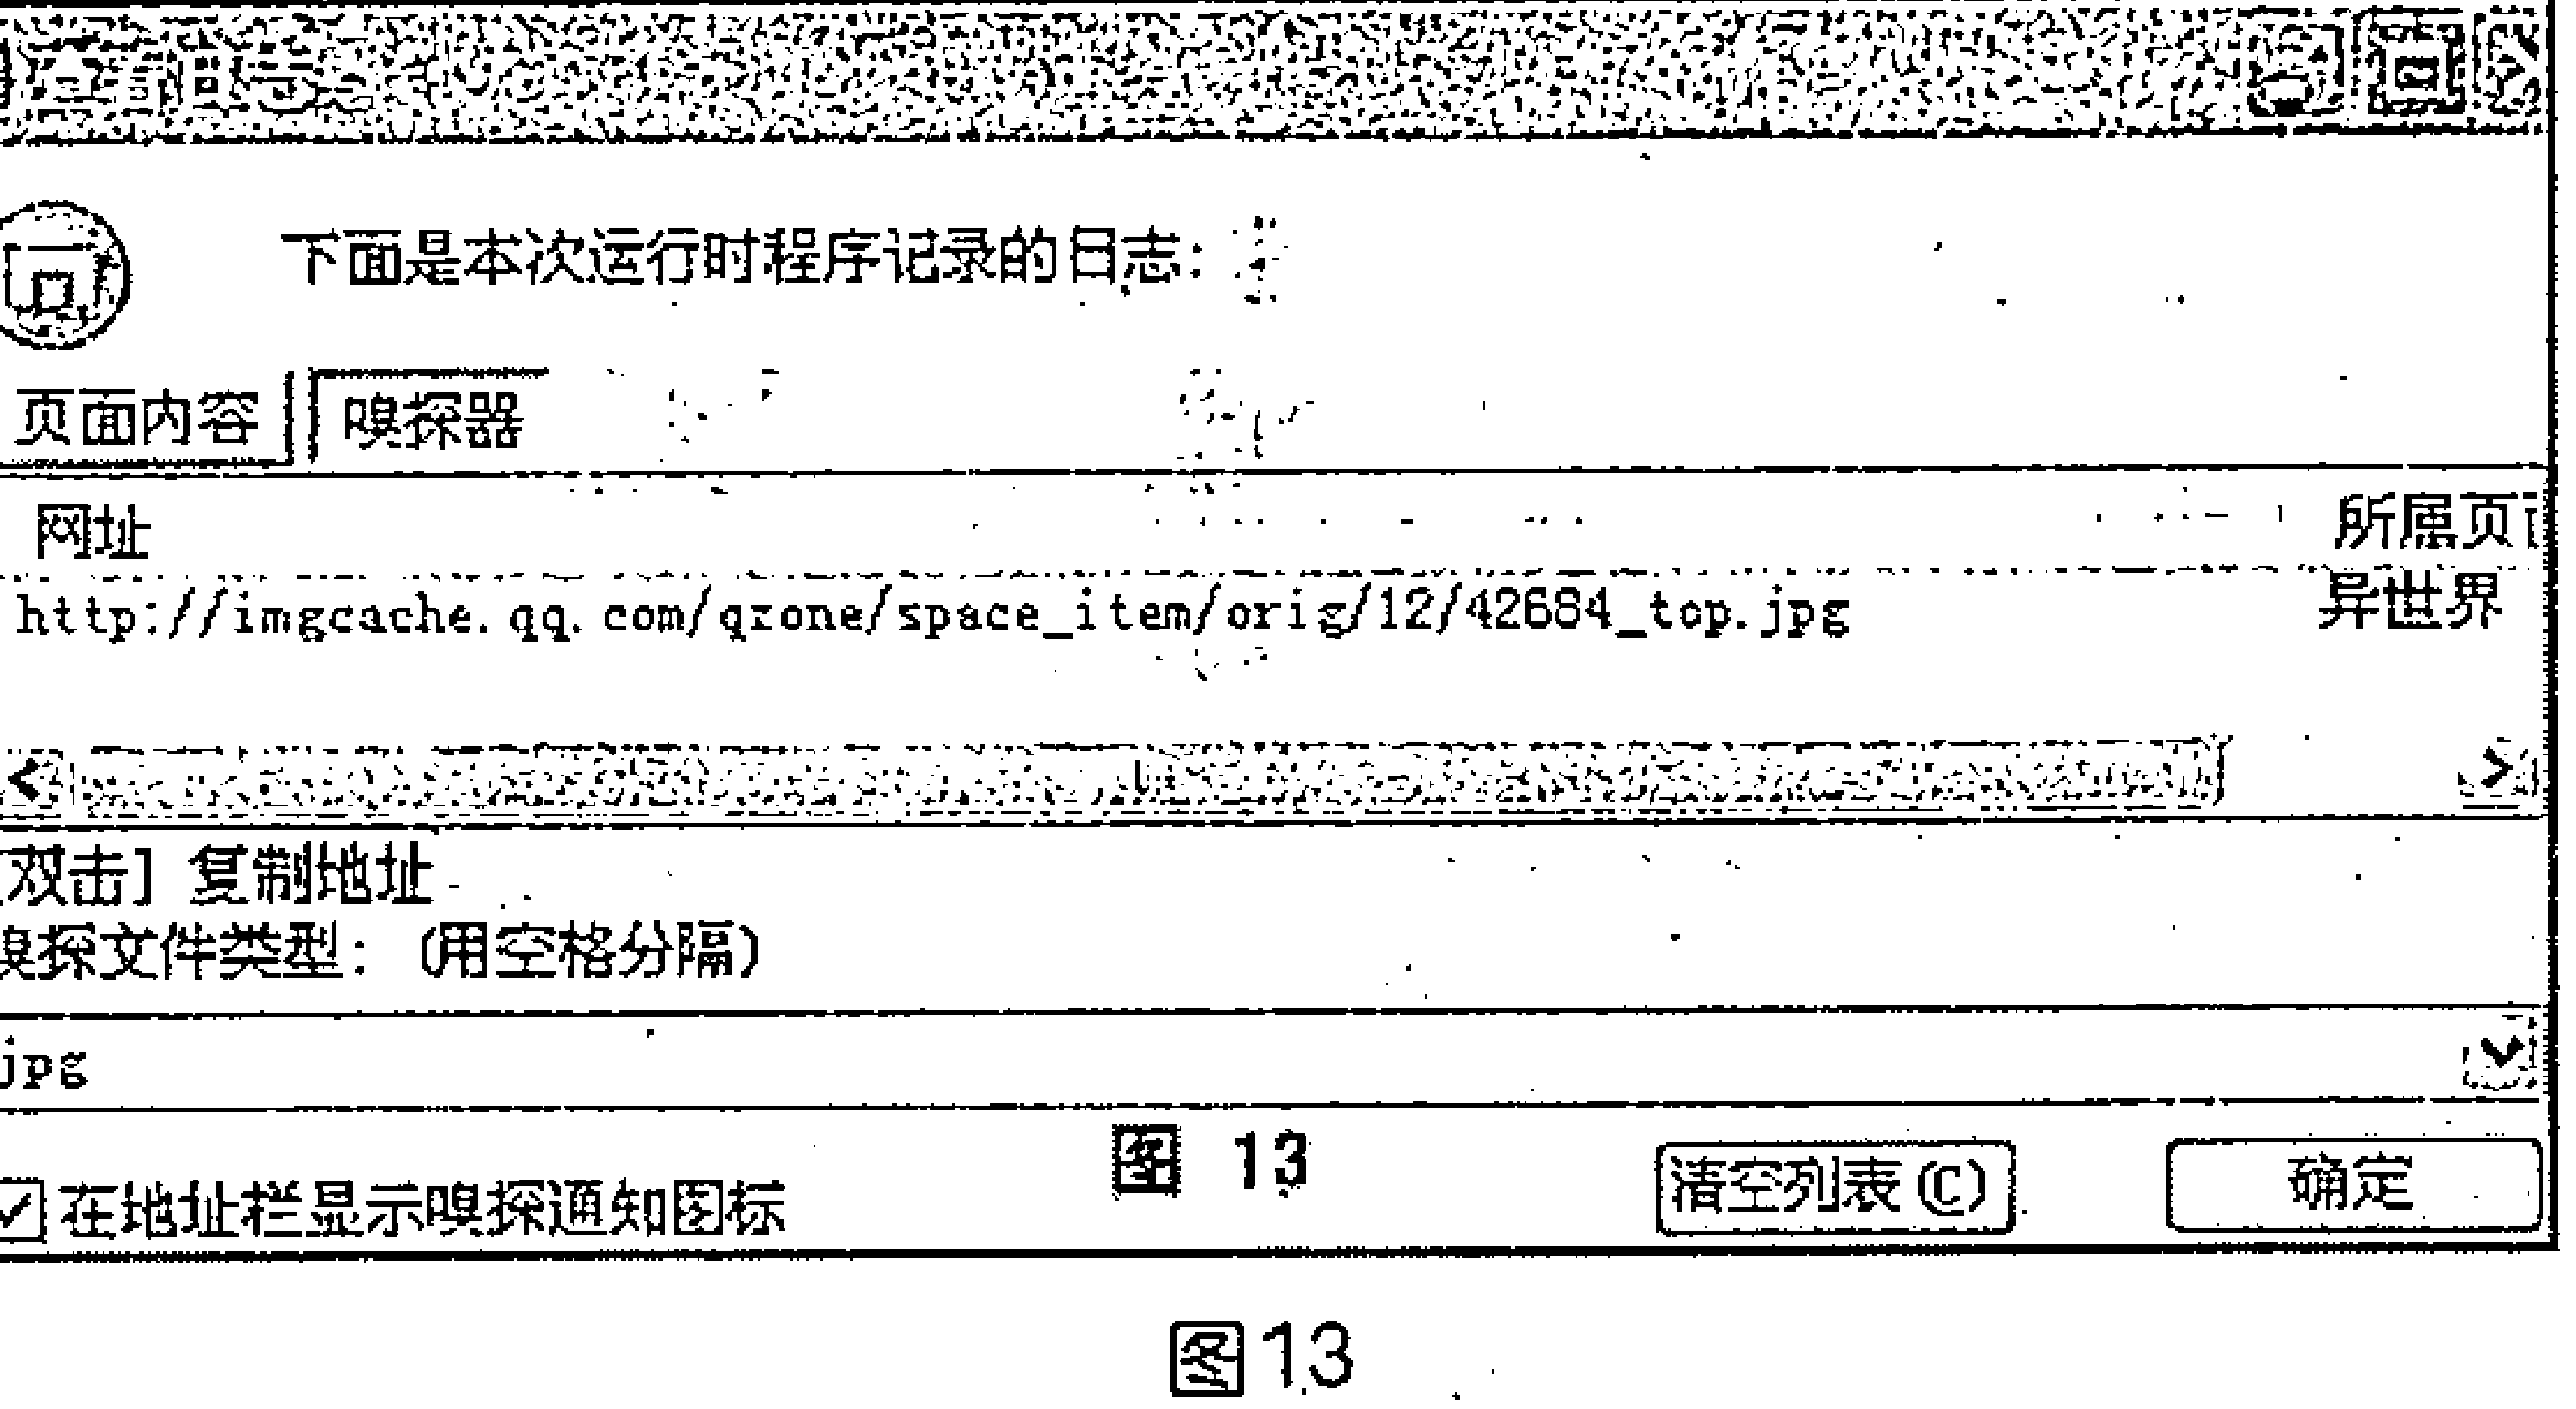 查看日志
下面是本次运行时程序记录的日志：
页面内容 嗅探器
网址 所属页
http://imgcache.qq.com/qzone/space_item/orig/12/42684_top.jpg 异世界
[双击] 复制地址
嗅探文件类型：(用空格分隔)
jpg
在地址栏显示嗅探通知图标 图 13 清空列表(C) 确定
图13